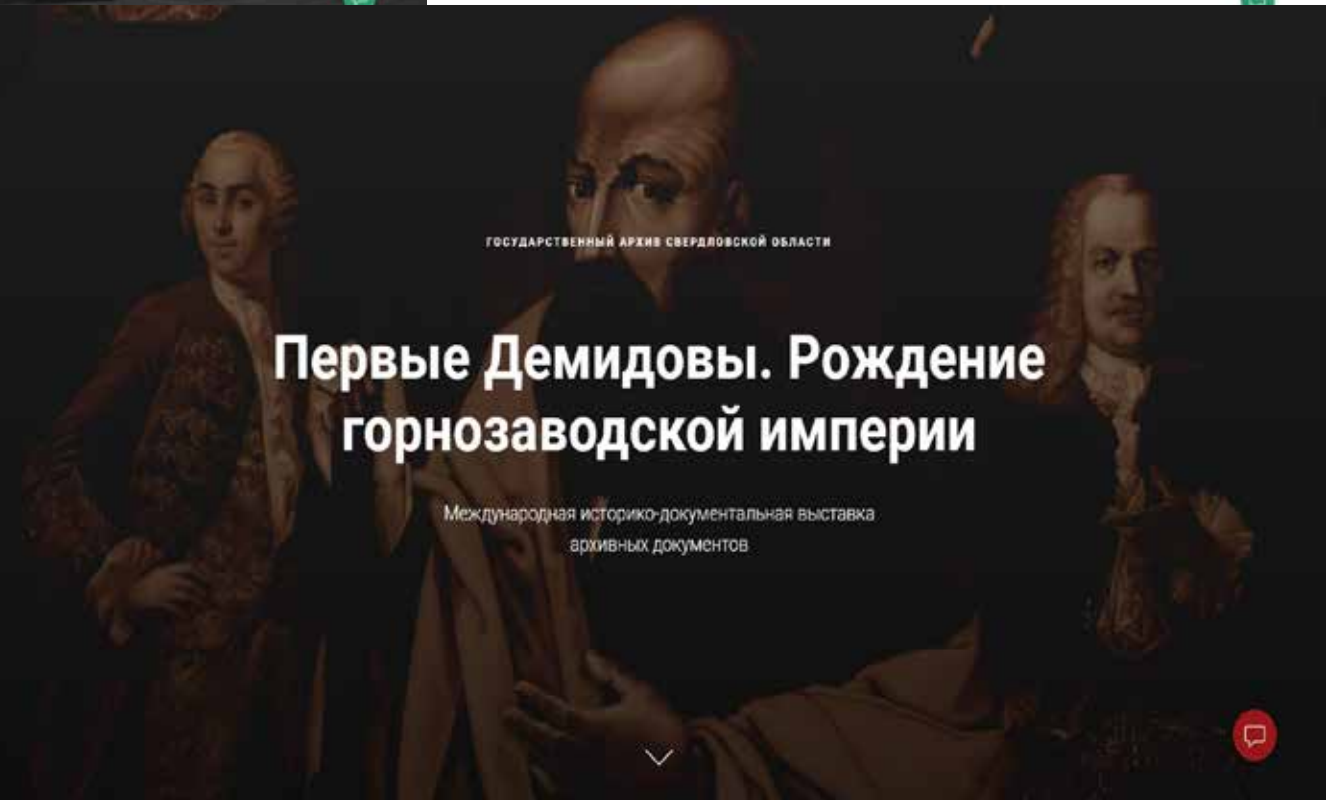 ГОСУДАРСТВЕННЫЙ АРХИВ СВЕРДЛОВСКОЙ ОБЛАСТИ
Первые Демидовы. Рождение
горнозаводской империи
Международная историко-документальная выставка
архивных документов